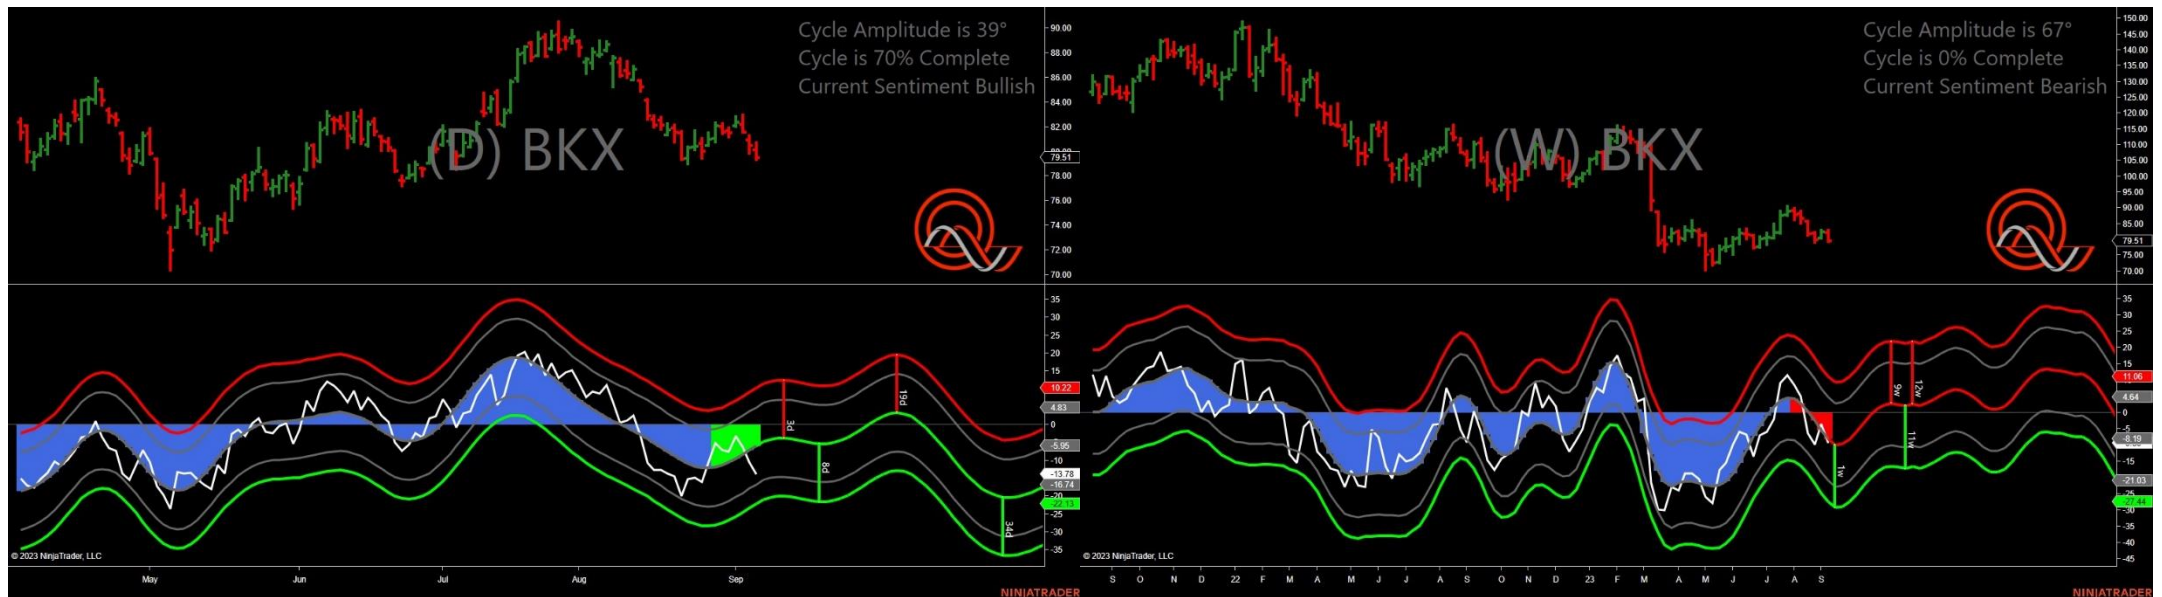 Cycle Amplitude is 39°
Cycle is 70% Complete
Current Sentiment Bullish
(D) BKX
90.00
88.00
86.00
84.00
82.00
79.51
78.00
76.00
74.00
72.00
70.00
35
30
25
20
15
10.22
4.83
0
-5.95
-10
-13.78
-16.74
-20
-22.13
-25
-30
-35
3d
8d
19d
34d
© 2023 NinjaTrader, LLC
May Jun Jul Aug Sep
NINJATRADER
Cycle Amplitude is 67°
Cycle is 0% Complete
Current Sentiment Bearish
(W) BKX
150.00
145.00
140.00
135.00
130.00
125.00
120.00
115.00
110.00
105.00
100.00
95.00
90.00
85.00
79.51
75.00
70.00
35
30
25
20
15
11.06
4.64
0
-5
-8.19
-15
-21.03
-27.44
-30
-35
-40
-45
1w
9w
11w
12w
© 2023 NinjaTrader, LLC
S O N D 22 F M A M J J A S O N D 23 F M A M J J A S
NINJATRADER